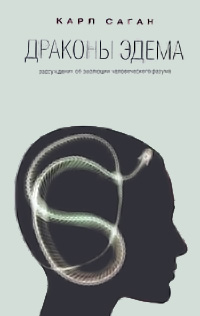 КАРЛ САГАН
ДРАКОНЫ ЭДЕМА
рассуждения об эволюции человеческого разума